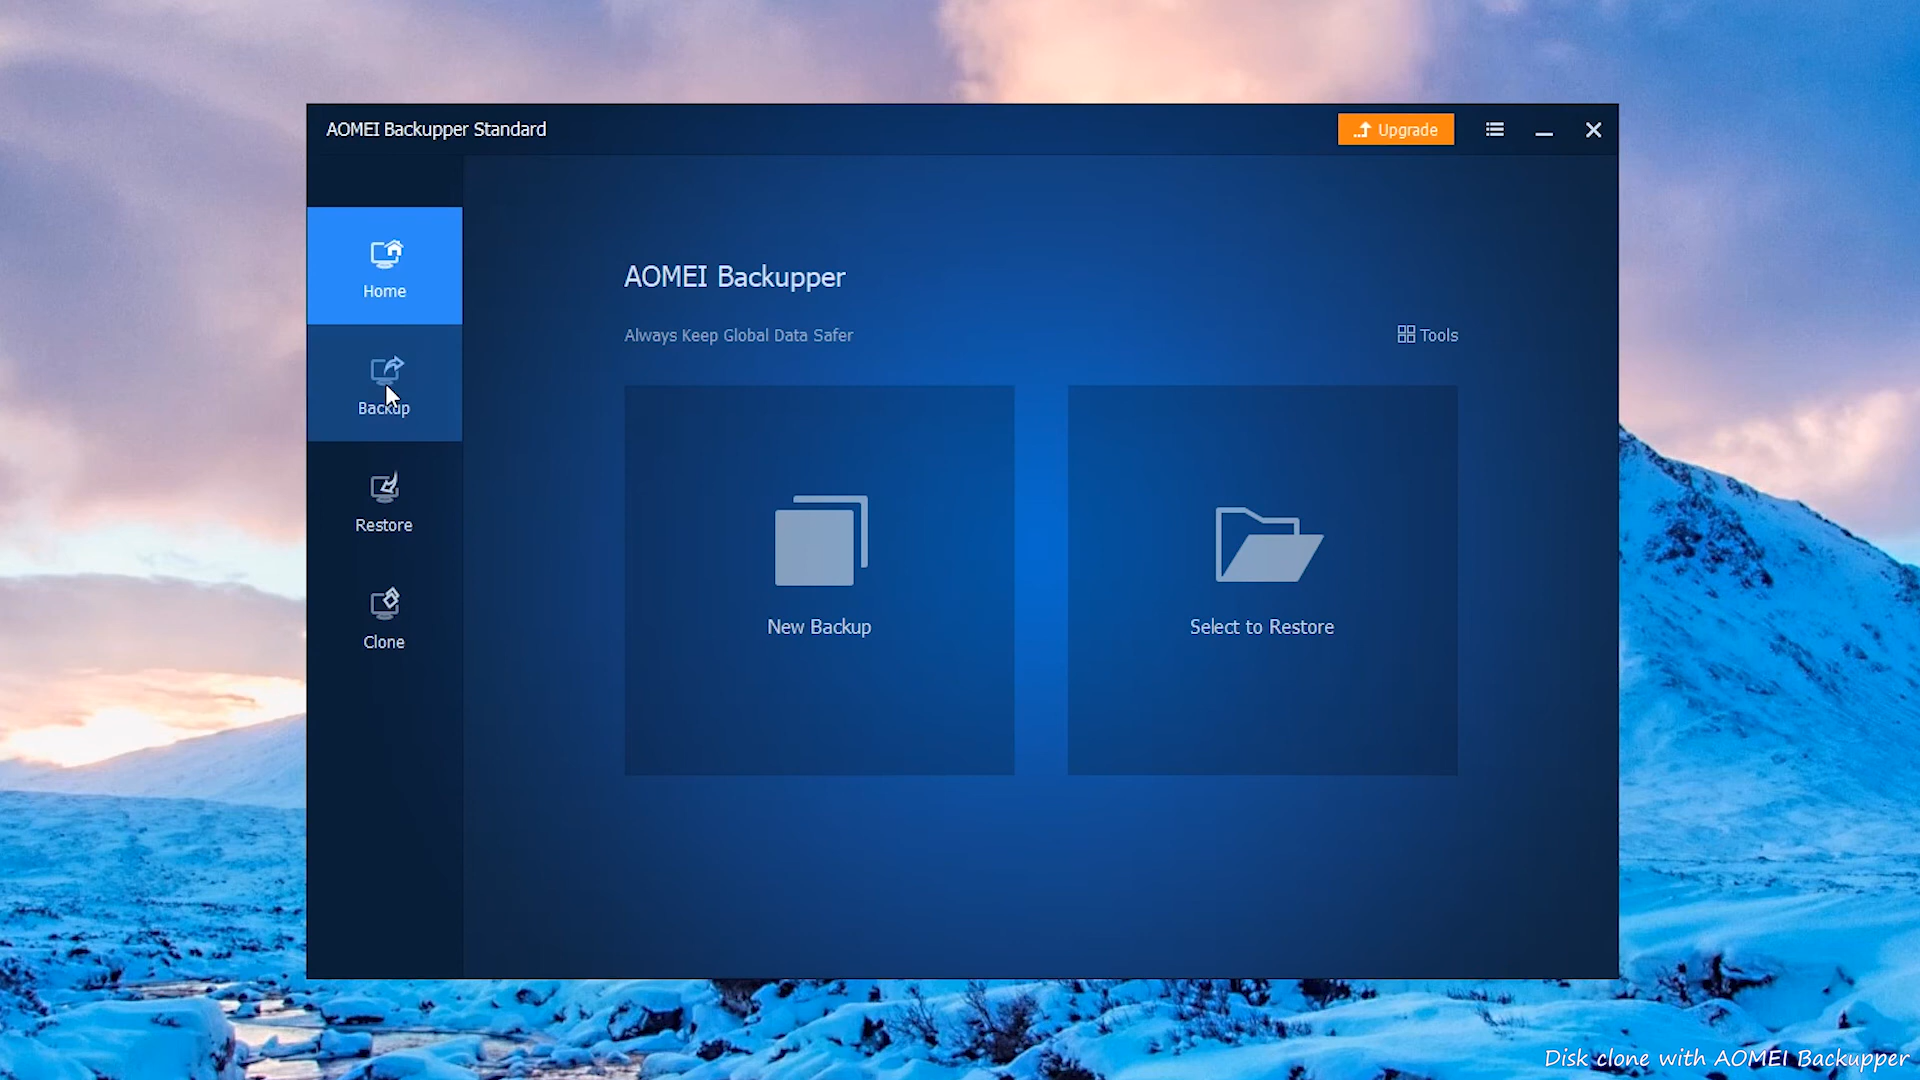 AOMEI Backupper Standard
Upgrade
Home
Backup
Restore
Clone
AOMEI Backupper
Always Keep Global Data Safer
Tools
New Backup
Select to Restore
Disk clone with AOMEI Backupper